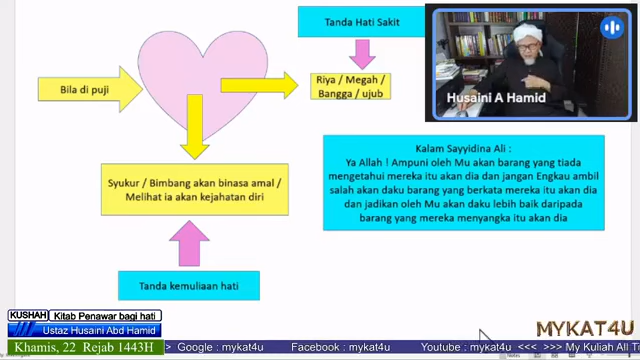 Tanda Hati Sakit
Bila di puji
Riya / Megah /
Bangga / ujub
Husaini A Hamid
Syukur / Bimbang akan binasa amal /
Melihat ia akan kejahatan diri
Kalam Sayyidina Ali :
Ya Allah ! Ampuni oleh Mu akan barang yang tiada
mengetahui mereka itu akan dia dan jangan Engkau ambil
salah akan daku barang yang berkata mereka itu akan dia
dan jadikan oleh Mu akan daku lebih baik daripada
barang yang mereka menyangka itu akan dia
Tanda kemuliaan hati
KUSHAH Kitab Penawar bagi hati
Ustaz Husaini Abd Hamid
MYKAT4U
Khamis, 22 Rejab 1443H
>> Google : mykat4u Facebook : mykat4u Youtube : mykat4u <<< >>> My Kuliah All Ti
Notes